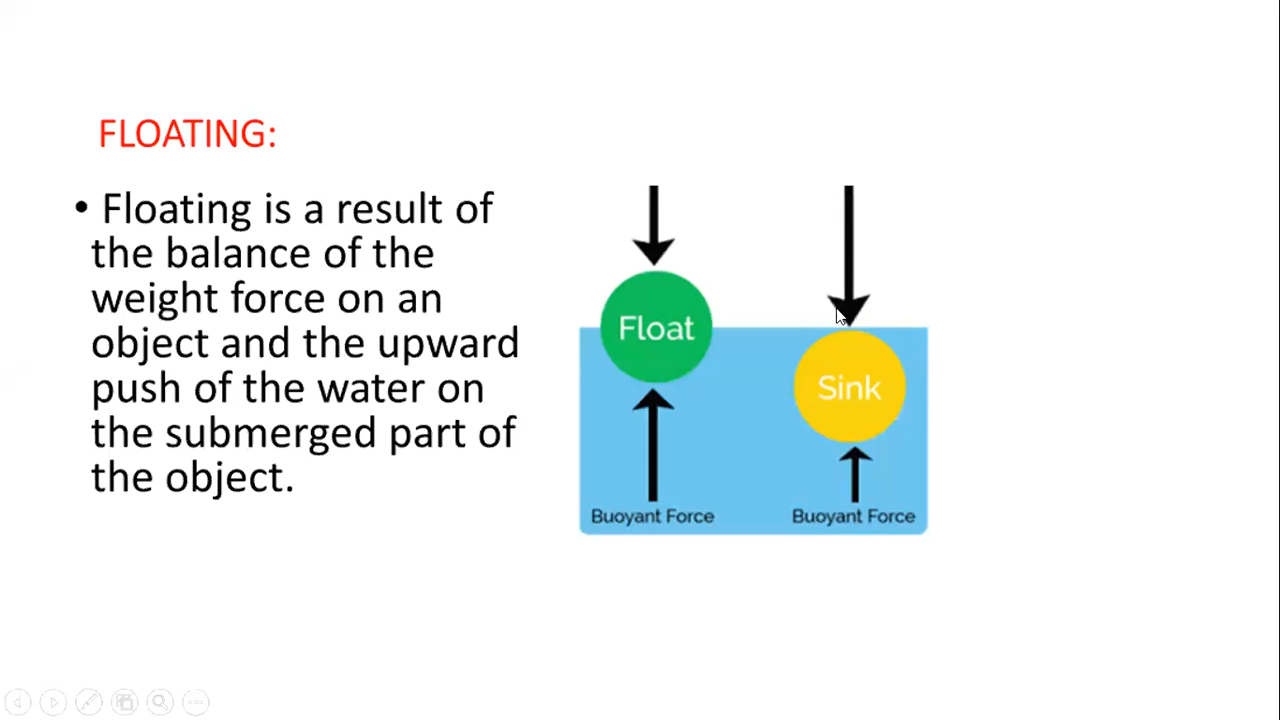 FLOATING:
• Floating is a result of
the balance of the
weight force on an
object and the upward
push of the water on
the submerged part of
the object.
Float
Sink
Buoyant Force
Buoyant Force